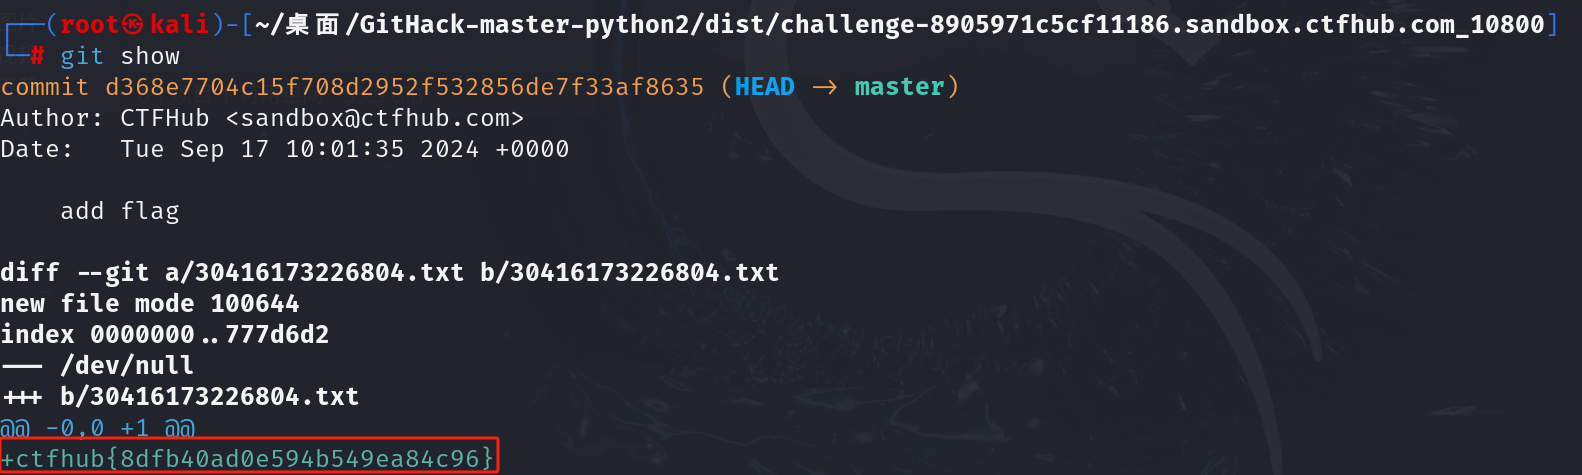 ┌──(root㉿kali)-[~/桌面/GitHack-master-python2/dist/challenge-8905971c5cf11186.sandbox.ctfhub.com_10800]
└─# git show
commit d368e7704c15f708d2952f532856de7f33af8635 (HEAD -> master)
Author: CTFHub <sandbox@ctfhub.com>
Date:   Tue Sep 17 10:01:35 2024 +0000
    add flag
diff --git a/30416173226804.txt b/30416173226804.txt
new file mode 100644
index 0000000..777d6d2
--- /dev/null
+++ b/30416173226804.txt
@@ -0,0 +1 @@
+ctfhub{8dfb40ad0e594b549ea84c96}